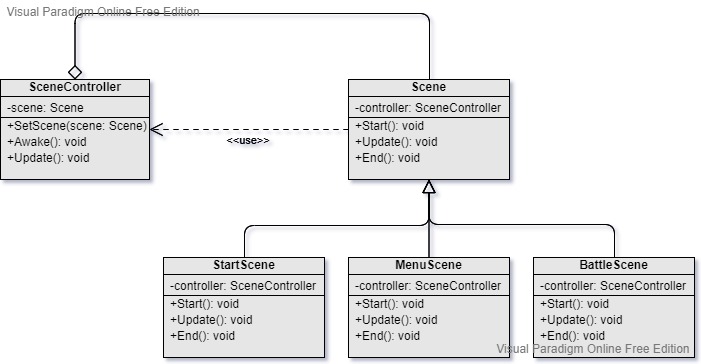 Visual Paradigm Online Free Edition
SceneController
-scene: Scene
+SetScene(scene: Scene)
+Awake(): void
+Update(): void
Scene
-controller: SceneController
+Start(): void
+Update(): void
+End(): void
<<use>>
StartScene
-controller: SceneController
+Start(): void
+Update(): void
+End(): void
MenuScene
-controller: SceneController
+Start(): void
+Update(): void
+End(): void
BattleScene
-controller: SceneController
+Start(): void
+Update(): void
+End(): void
Visual Paradigm Online Free Edition